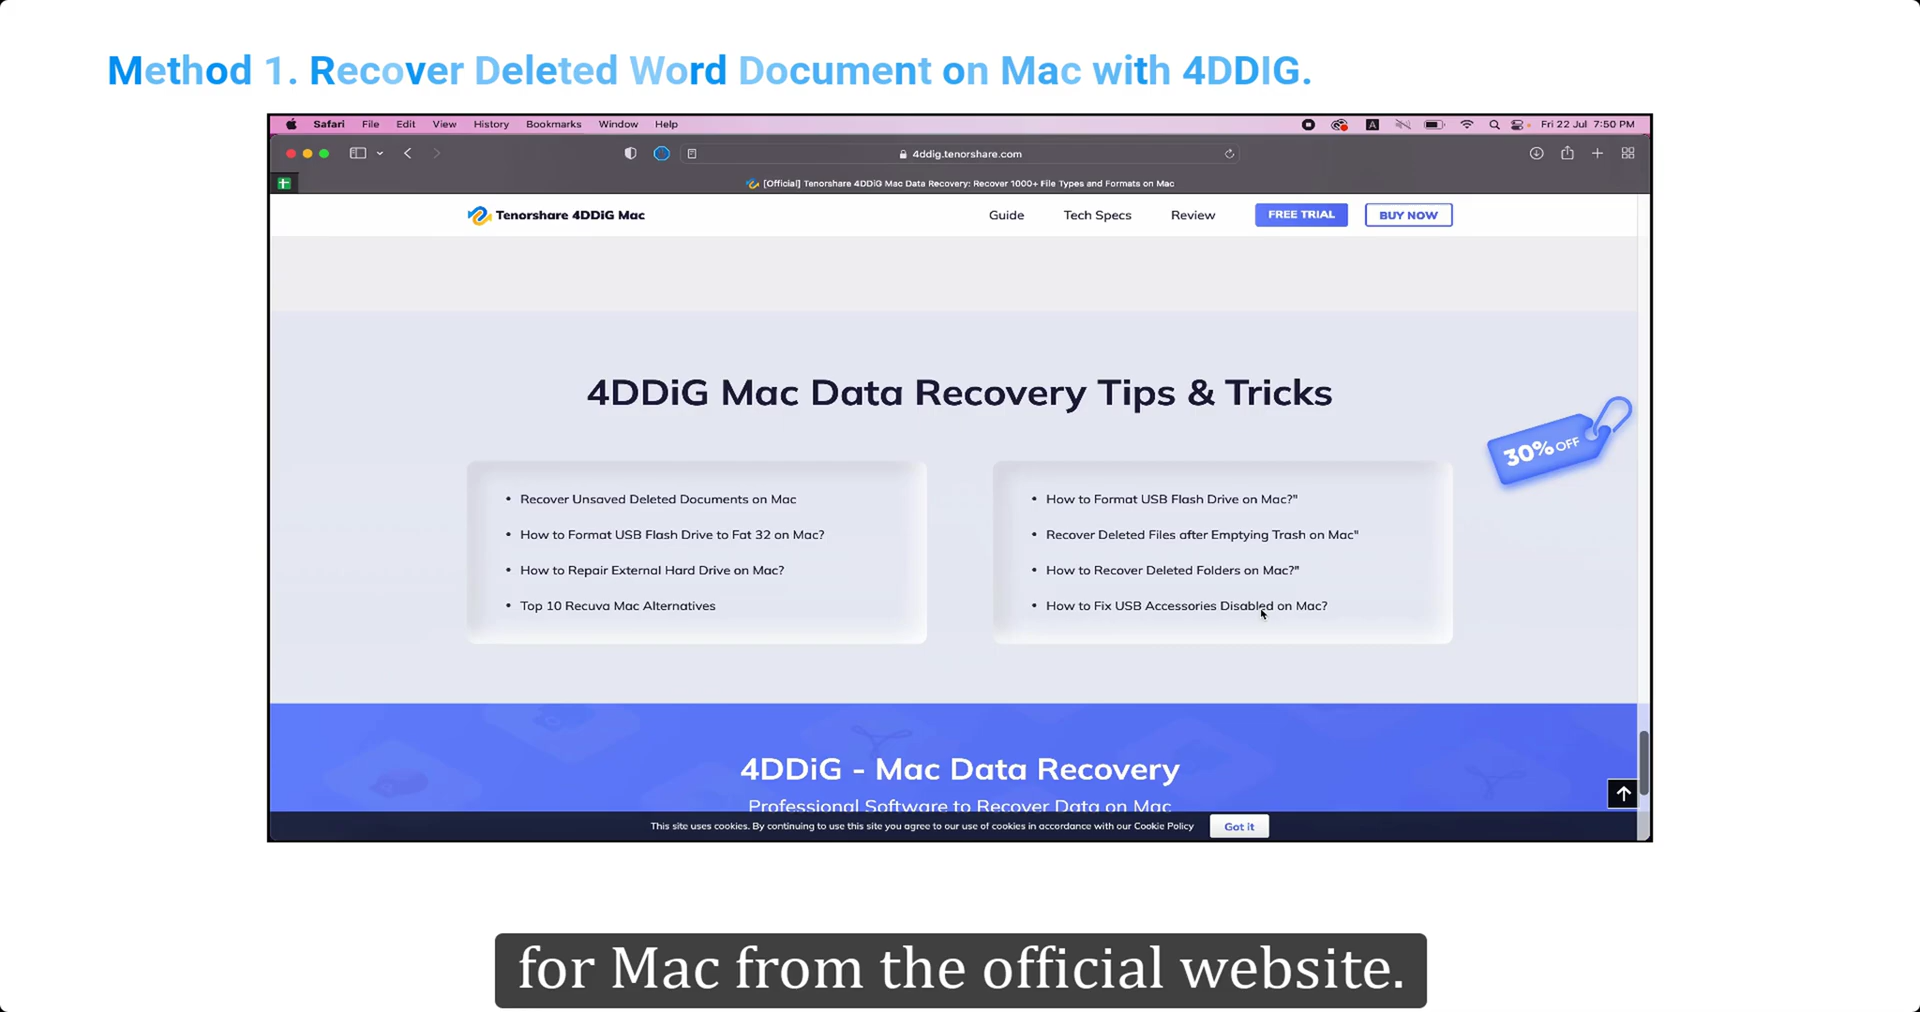 Method 1. Recover Deleted Word Document on Mac with 4DDIG.
Safari File Edit View History Bookmarks Window Help A Fri 22 Jul 7:50 PM
4ddig.tenorshare.com
[Official] Tenorshare 4DDiG Mac Data Recovery: Recover 1000+ File Types and Formats on Mac
Tenorshare 4DDiG Mac Guide Tech Specs Review FREE TRIAL BUY NOW
4DDiG Mac Data Recovery Tips & Tricks
30% OFF
• Recover Unsaved Deleted Documents on Mac
• How to Format USB Flash Drive to Fat 32 on Mac?
• How to Repair External Hard Drive on Mac?
• Top 10 Recuva Mac Alternatives
• How to Format USB Flash Drive on Mac?"
• Recover Deleted Files after Emptying Trash on Mac"
• How to Recover Deleted Folders on Mac?"
• How to Fix USB Accessories Disabled on Mac?
4DDiG - Mac Data Recovery
Professional Software to Recover Data on Mac
This site uses cookies. By continuing to use this site you agree to our use of cookies in accordance with our Cookie Policy Got it
for Mac from the official website.